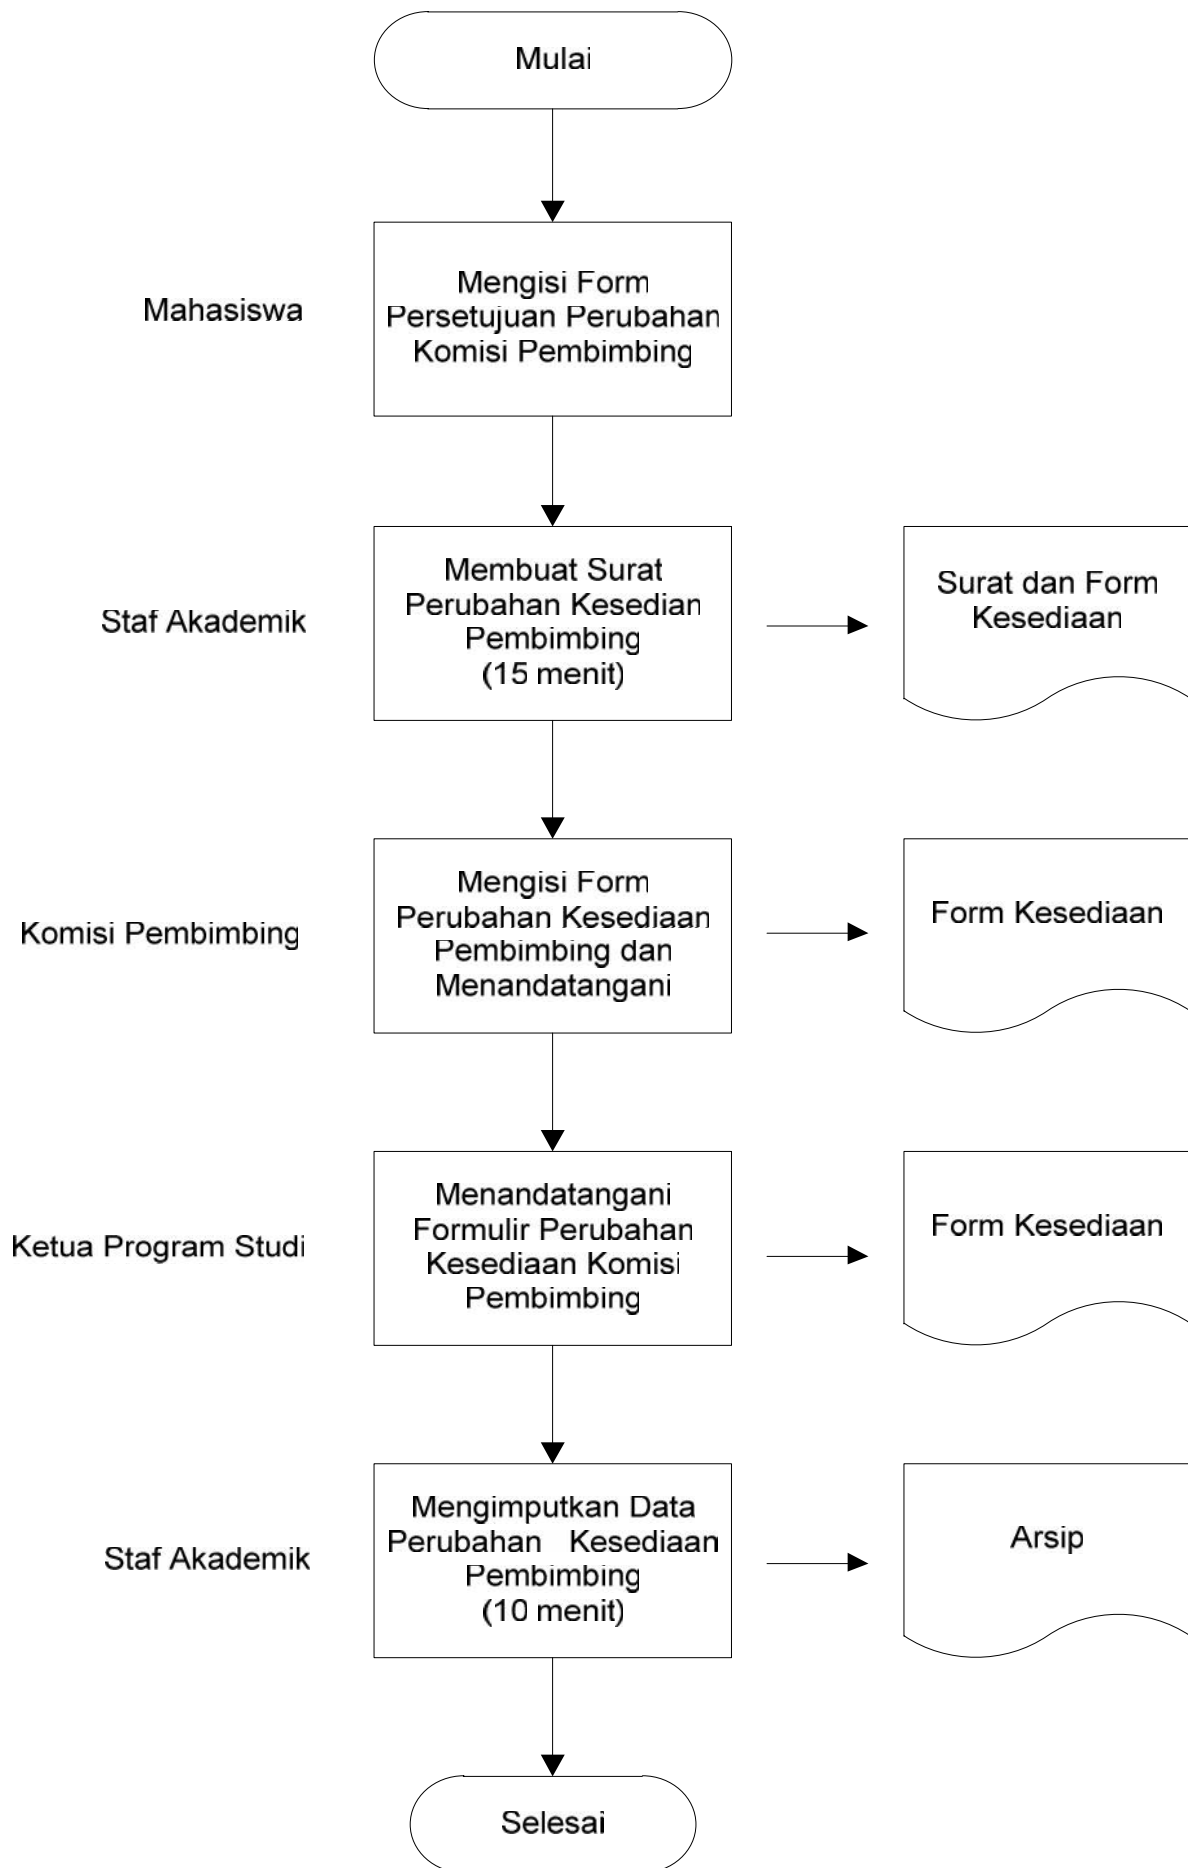 Mulai
Mahasiswa
Mengisi Form
Persetujuan Perubahan
Komisi Pembimbing
Staf Akademik
Membuat Surat
Perubahan Kesedian
Pembimbing
(15 menit)
Surat dan Form
Kesediaan
Komisi Pembimbing
Mengisi Form
Perubahan Kesediaan
Pembimbing dan
Menandatangani
Form Kesediaan
Ketua Program Studi
Menandatangani
Formulir Perubahan
Kesediaan Komisi
Pembimbing
Form Kesediaan
Staf Akademik
Mengimputkan Data
Perubahan Kesediaan
Pembimbing
(10 menit)
Arsip
Selesai